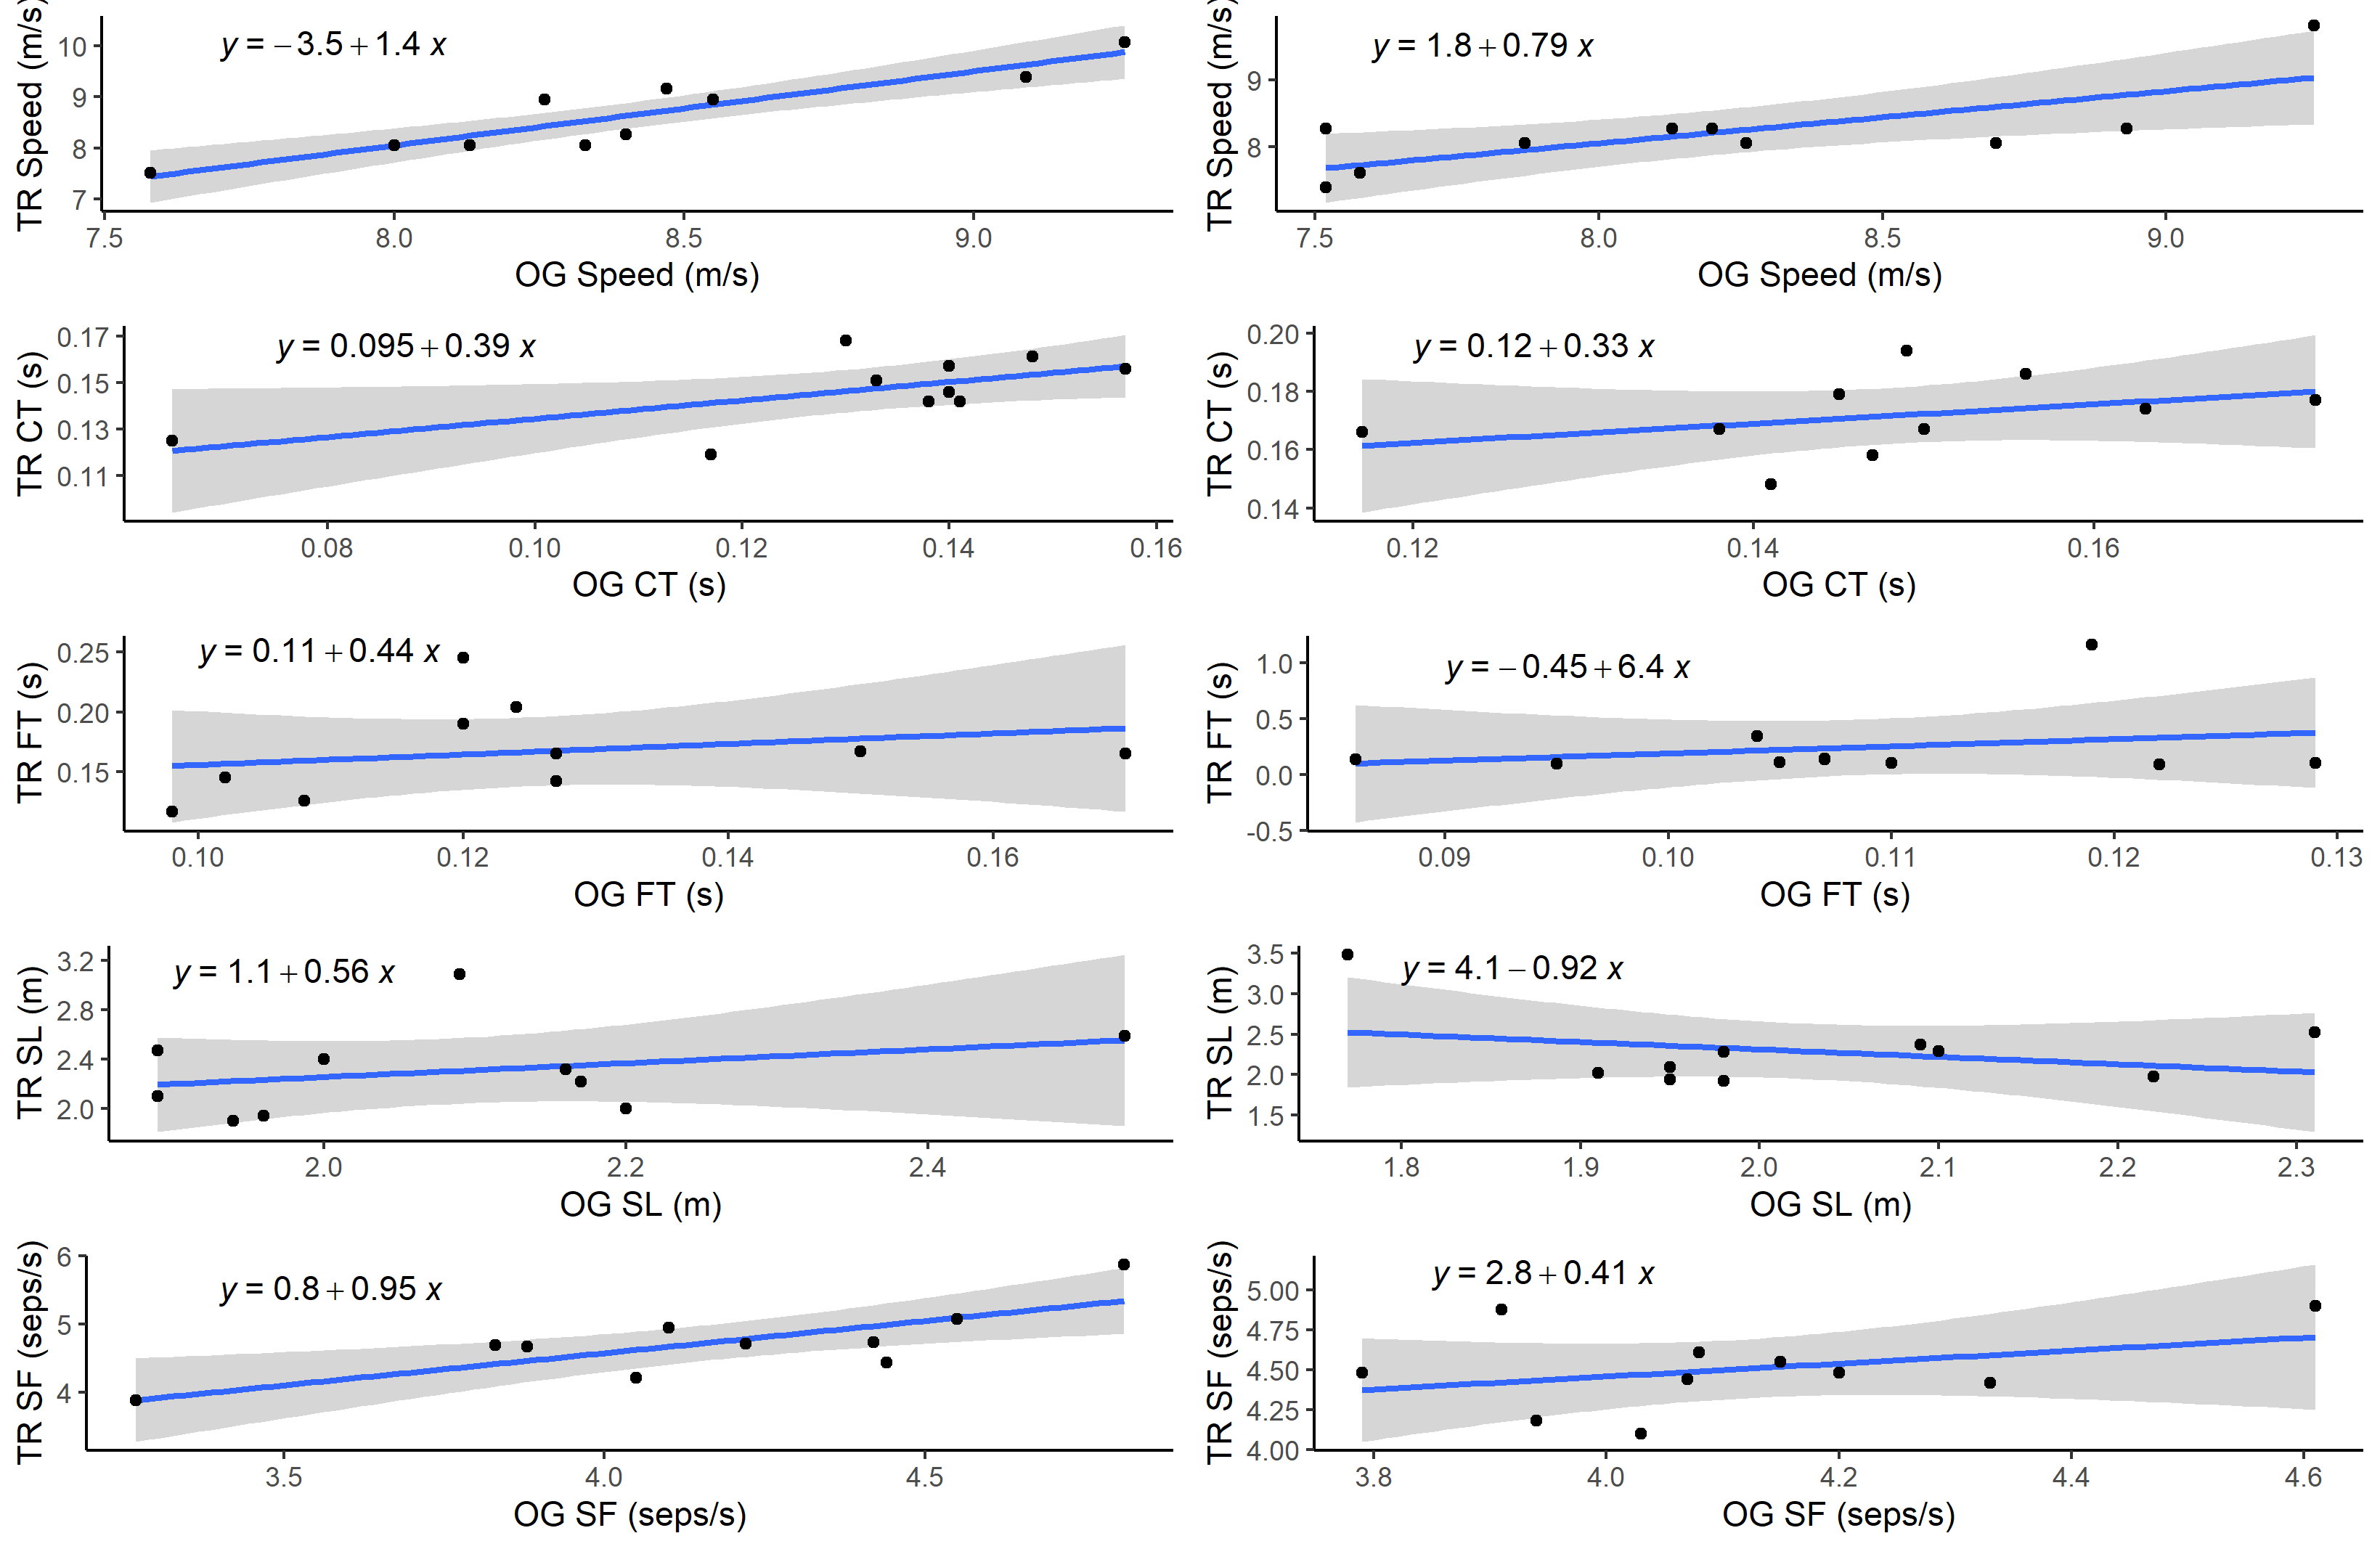 y = −3.5 + 1.4 x
TR Speed (m/s)
10
9
8
7
7.5 8.0 8.5 9.0
OG Speed (m/s)
y = 1.8 + 0.79 x
TR Speed (m/s)
9
8
7.5 8.0 8.5 9.0
OG Speed (m/s)
y = 0.095 + 0.39 x
TR CT (s)
0.17
0.15
0.13
0.11
0.08 0.10 0.12 0.14 0.16
OG CT (s)
y = 0.12 + 0.33 x
TR CT (s)
0.20
0.18
0.16
0.14
0.12 0.14 0.16
OG CT (s)
y = 0.11 + 0.44 x
TR FT (s)
0.25
0.20
0.15
0.10 0.12 0.14 0.16
OG FT (s)
y = −0.45 + 6.4 x
TR FT (s)
1.0
0.5
0.0
-0.5
0.09 0.10 0.11 0.12 0.13
OG FT (s)
y = 1.1 + 0.56 x
TR SL (m)
3.2
2.8
2.4
2.0
2.0 2.2 2.4
OG SL (m)
y = 4.1 − 0.92 x
TR SL (m)
3.5
3.0
2.5
2.0
1.5
1.8 1.9 2.0 2.1 2.2 2.3
OG SL (m)
y = 0.8 + 0.95 x
TR SF (seps/s)
6
5
4
3.5 4.0 4.5
OG SF (seps/s)
y = 2.8 + 0.41 x
TR SF (seps/s)
5.00
4.75
4.50
4.25
4.00
3.8 4.0 4.2 4.4 4.6
OG SF (seps/s)